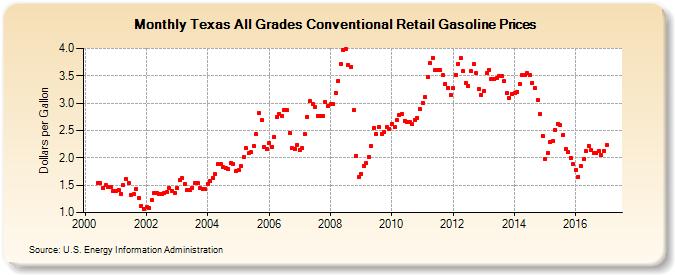 Monthly Texas All Grades Conventional Retail Gasoline Prices
Dollars per Gallon
4.0
3.5
3.0
2.5
2.0
1.5
1.0
2000 2002 2004 2006 2008 2010 2012 2014 2016
Source: U.S. Energy Information Administration